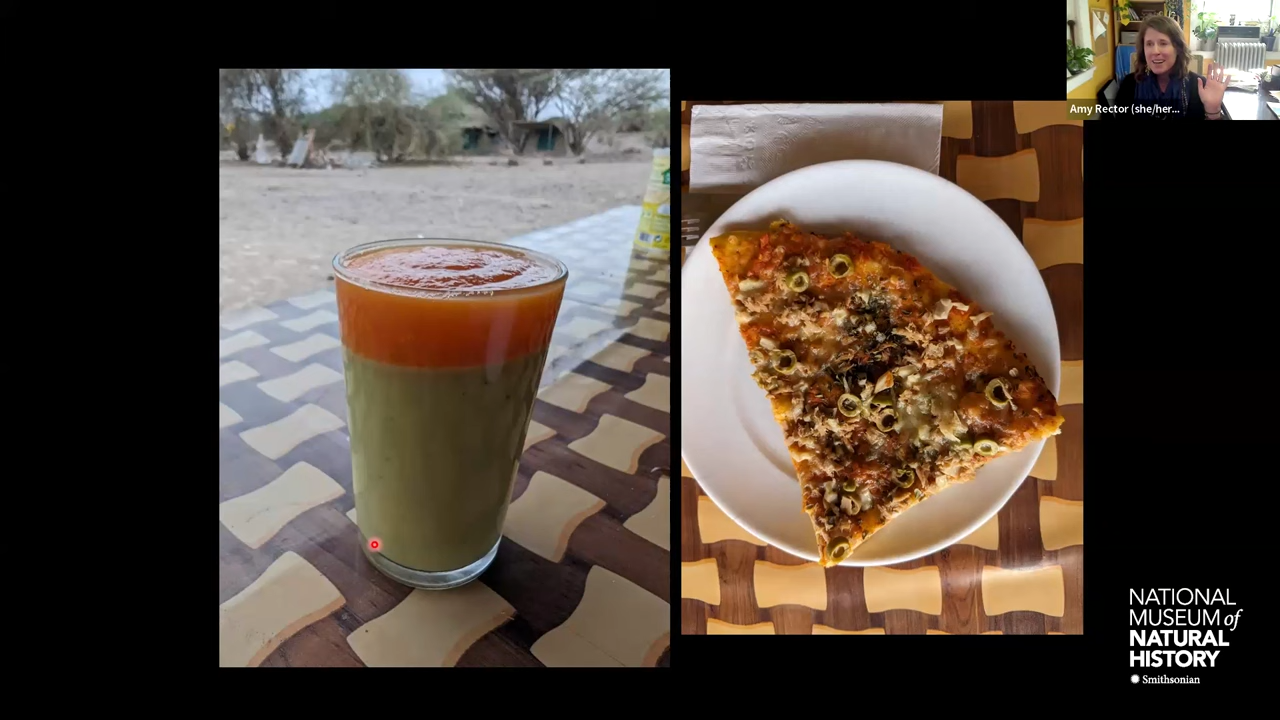 Amy Rector (she/her...
NATIONAL
MUSEUM of
NATURAL
HISTORY
Smithsonian